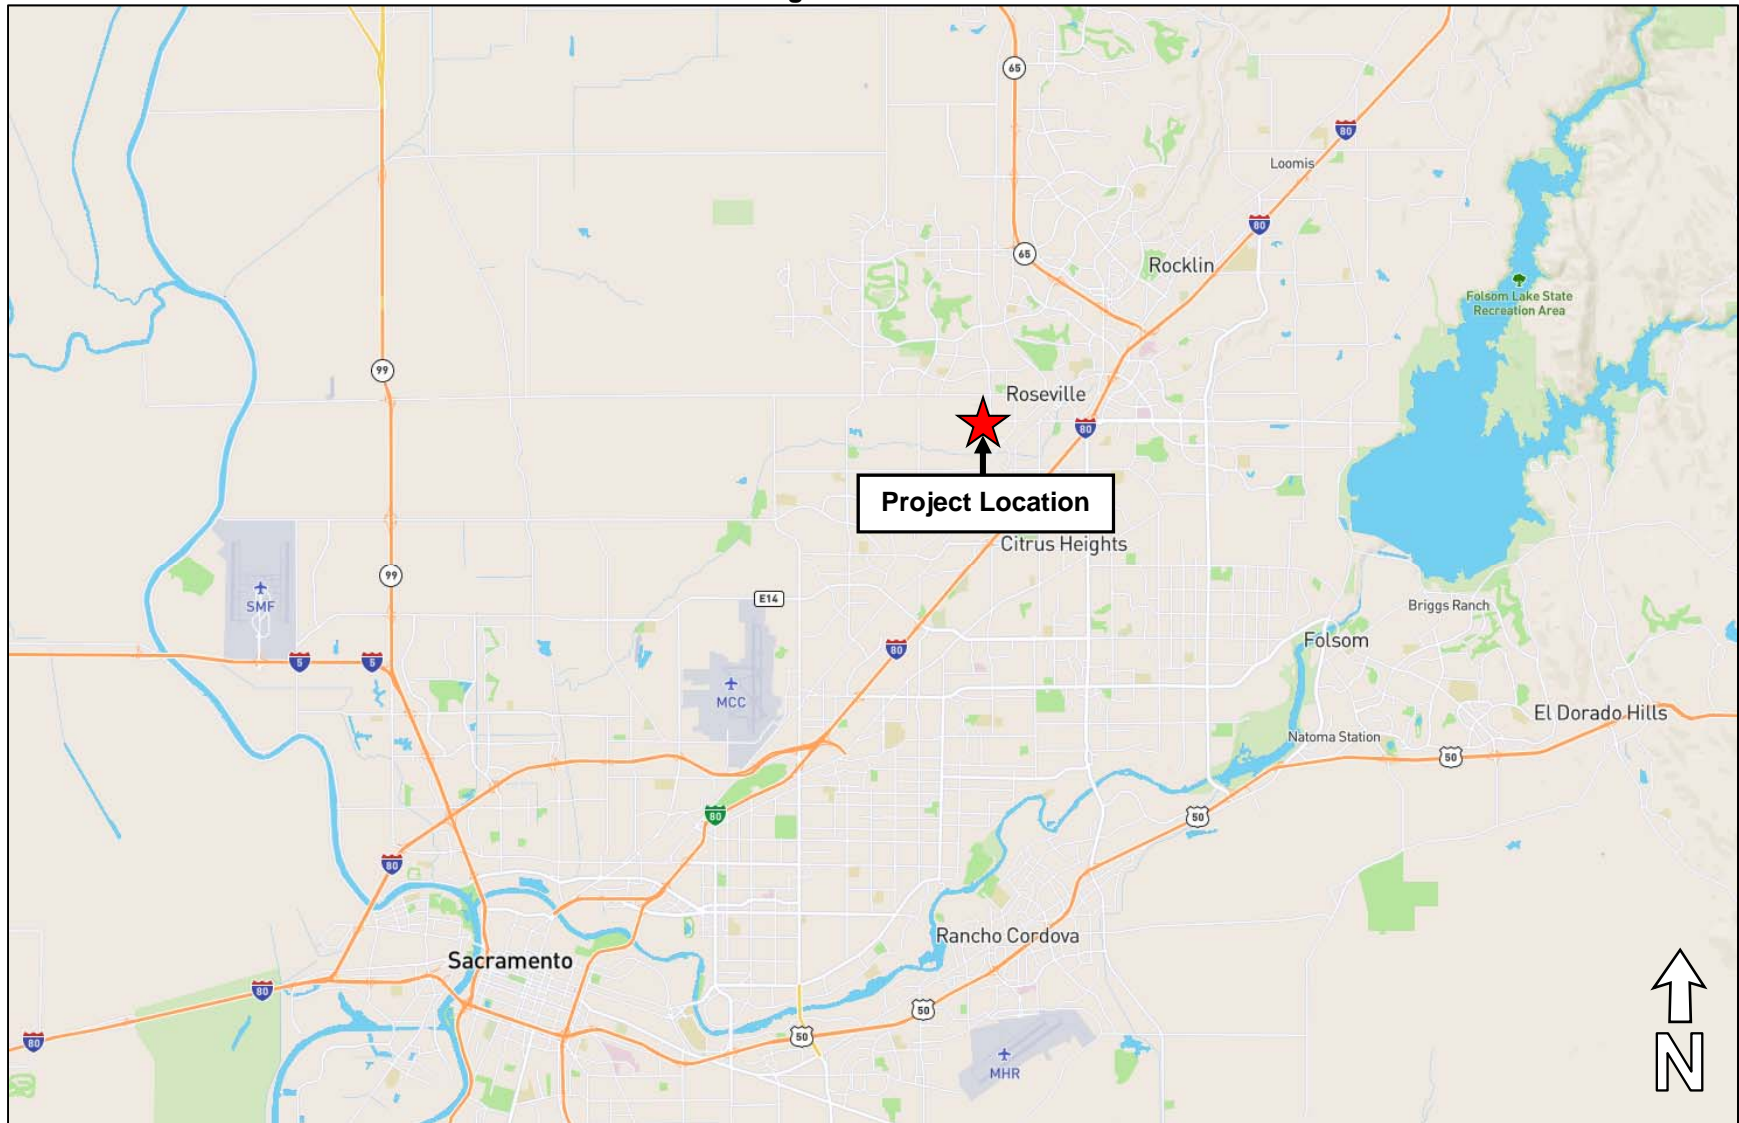 65
80
Loomis
80
65
Rocklin
Folsom Lake State
Recreation Area
99
Roseville
80
Project Location
Citrus Heights
99
SMF
E14
Briggs Ranch
Folsom
80
5
5
MCC
El Dorado Hills
Natoma Station
50
80
50
80
Rancho Cordova
Sacramento
80
50
50
80
MHR
N